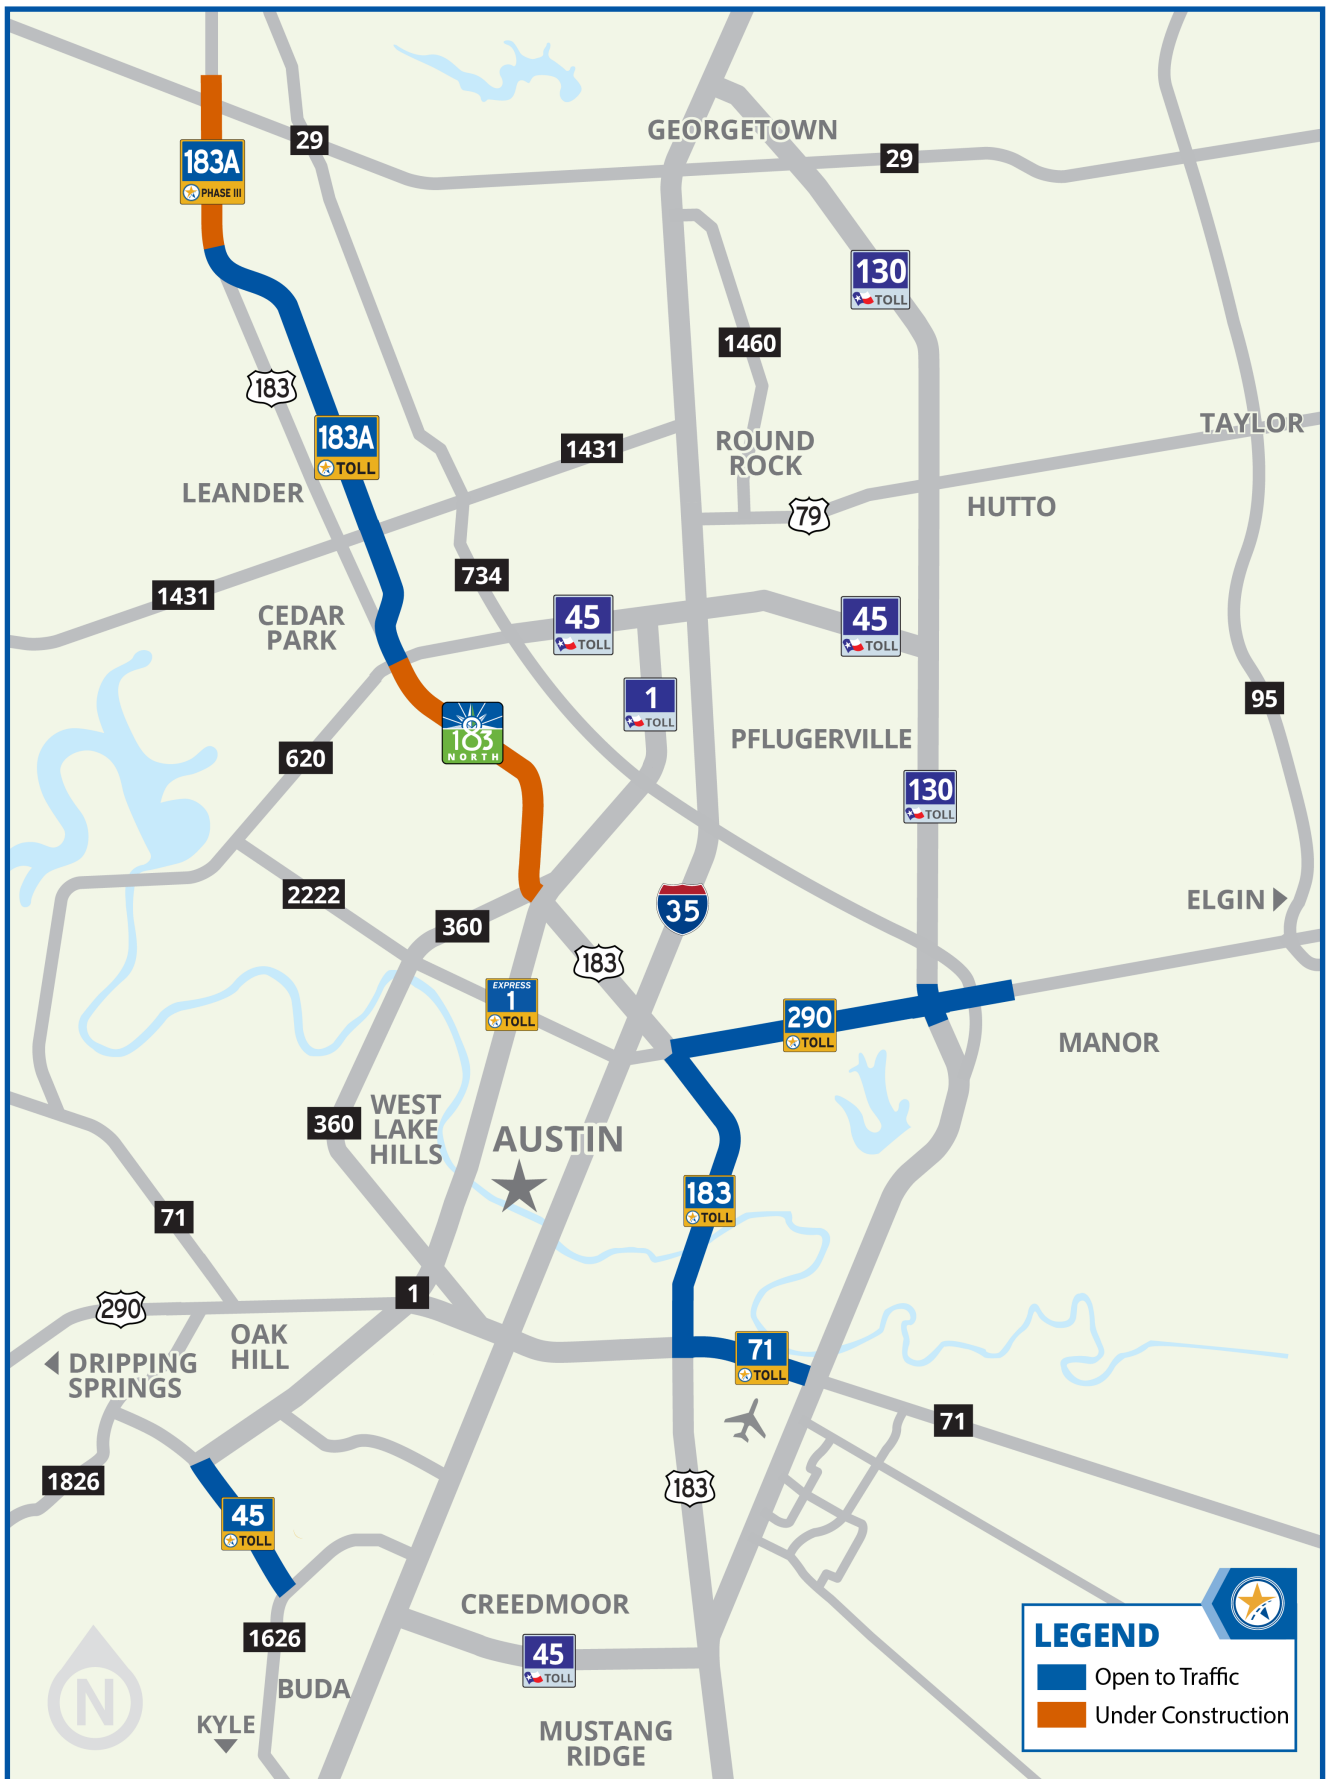 GEORGETOWN
29
29
183A
PHASE III
130
TOLL
1460
183
183A
TOLL
TAYLOR
1431
ROUND
ROCK
LEANDER
HUTTO
79
734
1431
CEDAR
PARK
45
TOLL
45
TOLL
1
TOLL
95
183
NORTH
PFLUGERVILLE
620
130
TOLL
2222
ELGIN
35
360
183
EXPRESS
1
TOLL
290
TOLL
MANOR
WEST
LAKE
HILLS
360
AUSTIN
183
TOLL
71
1
290
OAK
HILL
DRIPPING
SPRINGS
71
TOLL
71
1826
183
45
TOLL
CREEDMOOR
1626
45
TOLL
BUDA
KYLE
MUSTANG
RIDGE
N
LEGEND
Open to Traffic
Under Construction